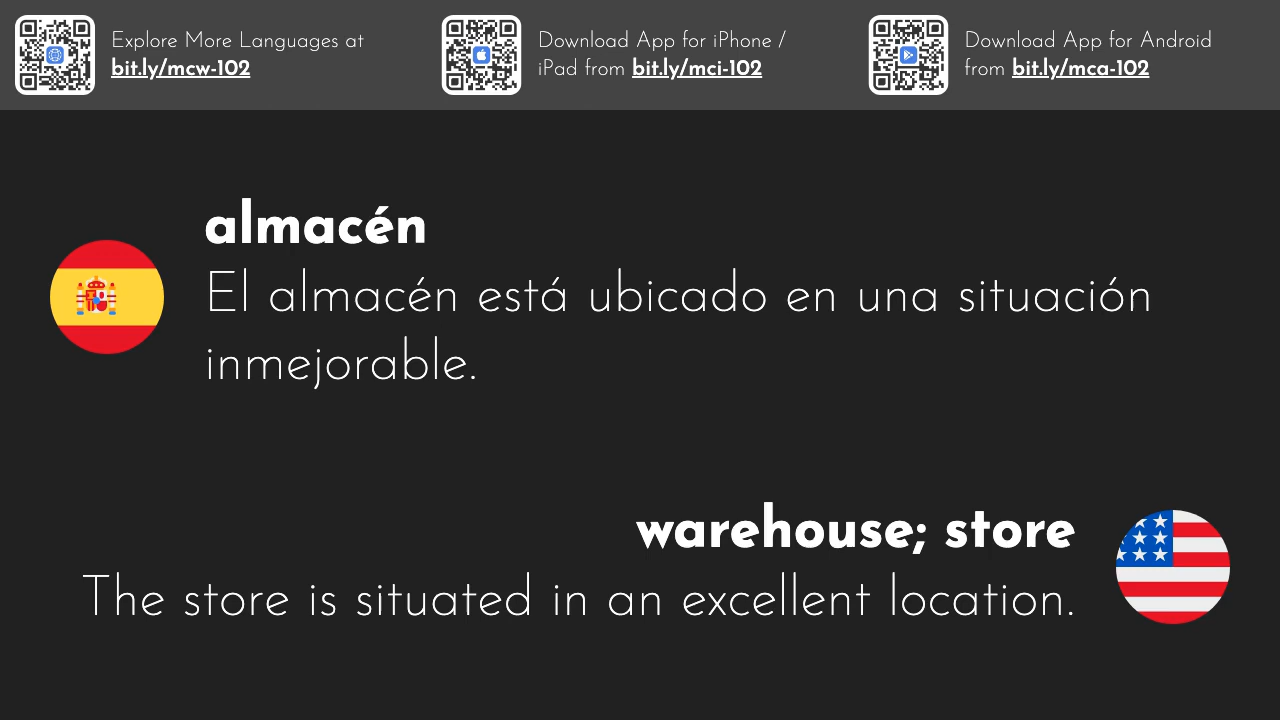 Explore More Languages at
bit.ly/mcw-102
Download App for iPhone /
iPad from bit.ly/mci-102
Download App for Android
from bit.ly/mca-102
almacén
El almacén está ubicado en una situación
inmejorable.
warehouse; store
The store is situated in an excellent location.